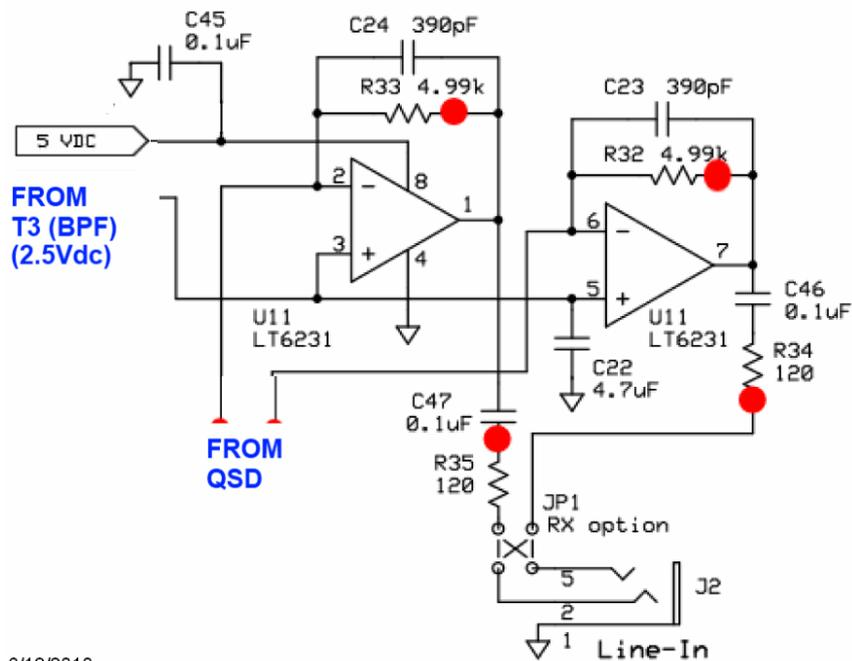 C45
0.1uF
C24 390pF
R33 4.99k
C23 390pF
R32 4.99k
5 VDC
FROM
T3 (BPF)
(2.5Vdc)
2
-
8
1
3
+
4
U11
LT6231
6
-
7
5
+
U11
LT6231
C46
0.1uF
R34
120
C22
4.7uF
C47
0.1uF
FROM
QSD
R35
120
JP1
RX option
5
2
1
J2
Line-In